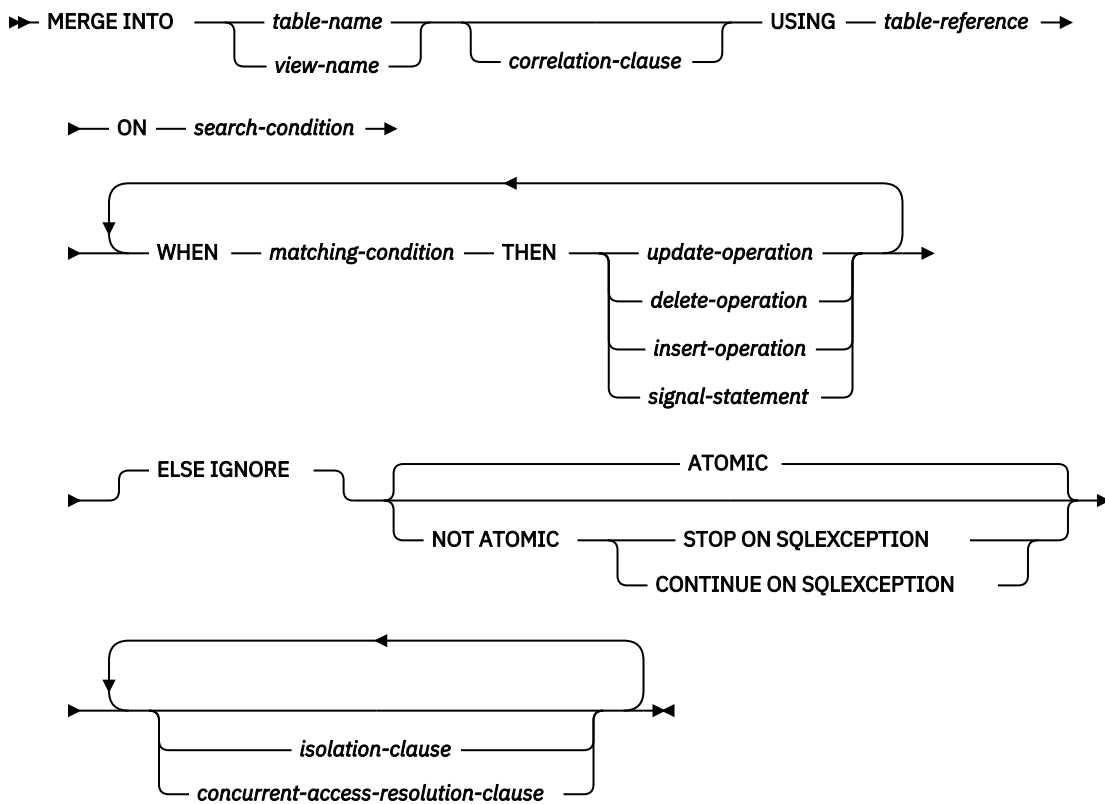 MERGE INTO table-name USING table-reference
view-name correlation-clause
ON search-condition
WHEN matching-condition THEN update-operation
delete-operation
insert-operation
signal-statement
ATOMIC
ELSE IGNORE
NOT ATOMIC STOP ON SQLEXCEPTION
CONTINUE ON SQLEXCEPTION
isolation-clause
concurrent-access-resolution-clause